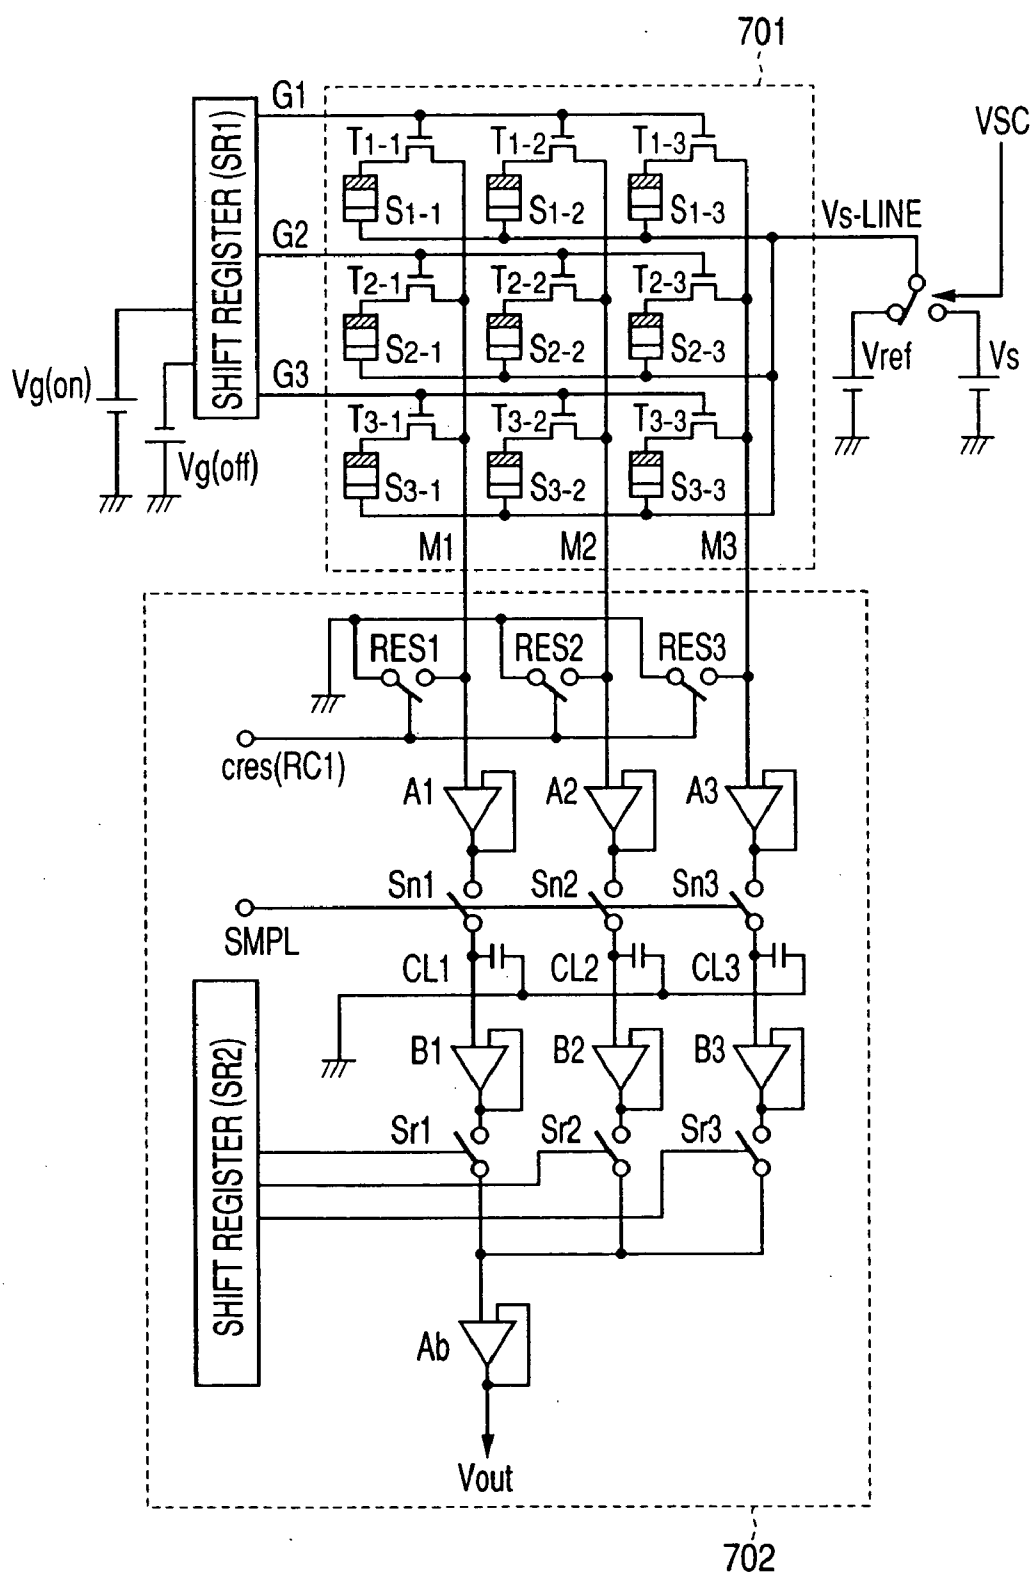 701
G1
VSC
T1-1 T1-2 T1-3
S1-1 S1-2 S1-3
Vs-LINE
SHIFT REGISTER (SR1)
G2
T2-1 T2-2 T2-3
S2-1 S2-2 S2-3
Vref Vs
Vg(on)
G3
T3-1 T3-2 T3-3
Vg(off)
S3-1 S3-2 S3-3
M1 M2 M3
RES1 RES2 RES3
cres(RC1)
A1 A2 A3
Sn1 Sn2 Sn3
SMPL
CL1 CL2 CL3
SHIFT REGISTER (SR2)
B1 B2 B3
Sr1 Sr2 Sr3
Ab
Vout
702